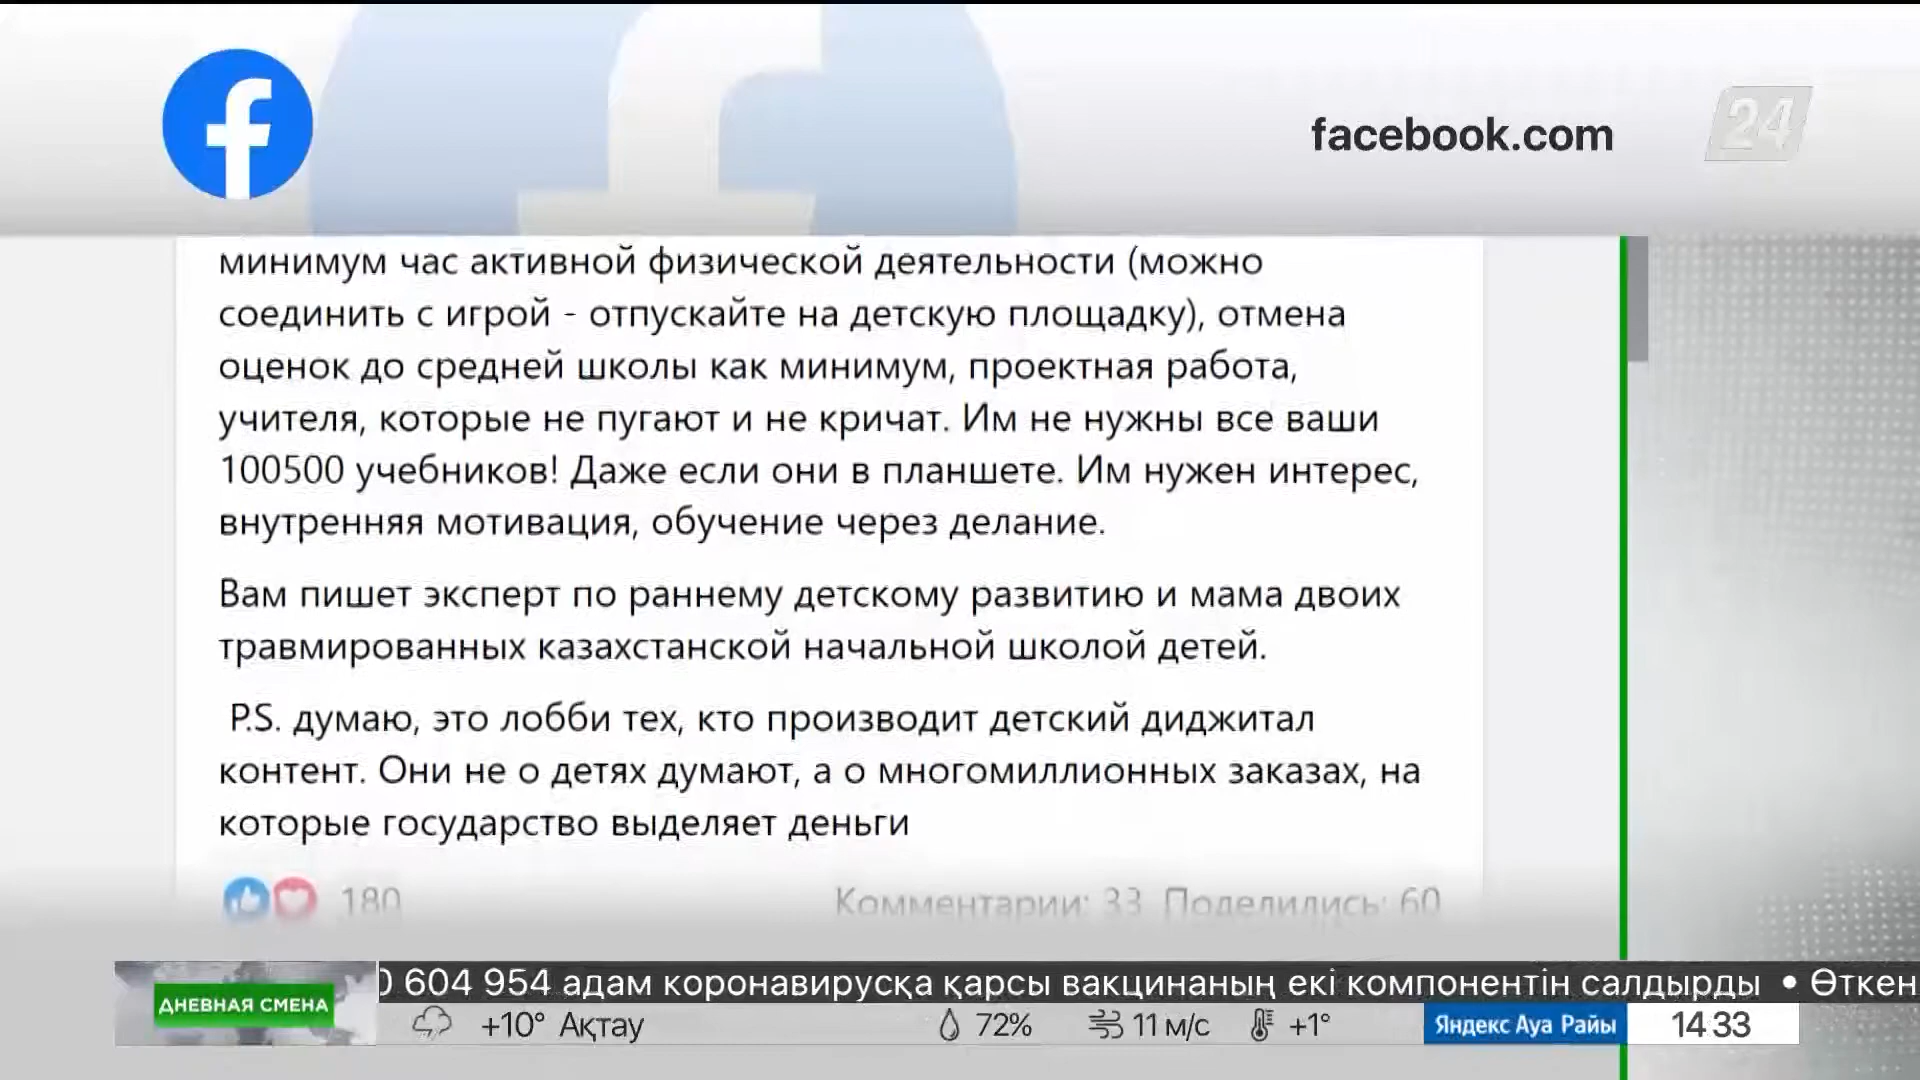 facebook.com
24
минимум час активной физической деятельности (можно
соединить с игрой - отпускайте на детскую площадку), отмена
оценок до средней школы как минимум, проектная работа,
учителя, которые не пугают и не кричат. Им не нужны все ваши
100500 учебников! Даже если они в планшете. Им нужен интерес,
внутренняя мотивация, обучение через делание.
Вам пишет эксперт по раннему детскому развитию и мама двоих
травмированных казахстанской начальной школой детей.
P.S. думаю, это лобби тех, кто производит детский диджитал
контент. Они не о детях думают, а о многомиллионных заказах, на
которые государство выделяет деньги
180 Комментарии: 33 Поделились: 60
ДНЕВНАЯ СМЕНА
0 604 954 адам коронавирусқа қарсы вакцинаның екі компонентін салдырды • Өткен
+10° Ақтау 72% 11 м/с +1° Яндекс Ауа Райы 14 33